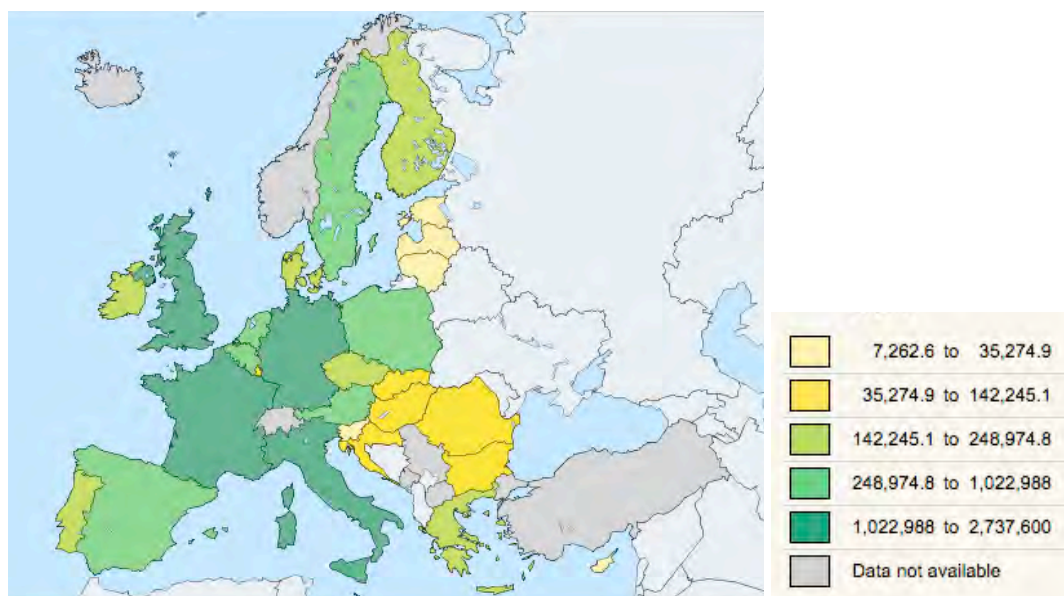 7,262.6 to 35,274.9
35,274.9 to 142,245.1
142,245.1 to 248,974.8
248,974.8 to 1,022,988
1,022,988 to 2,737,600
Data not available